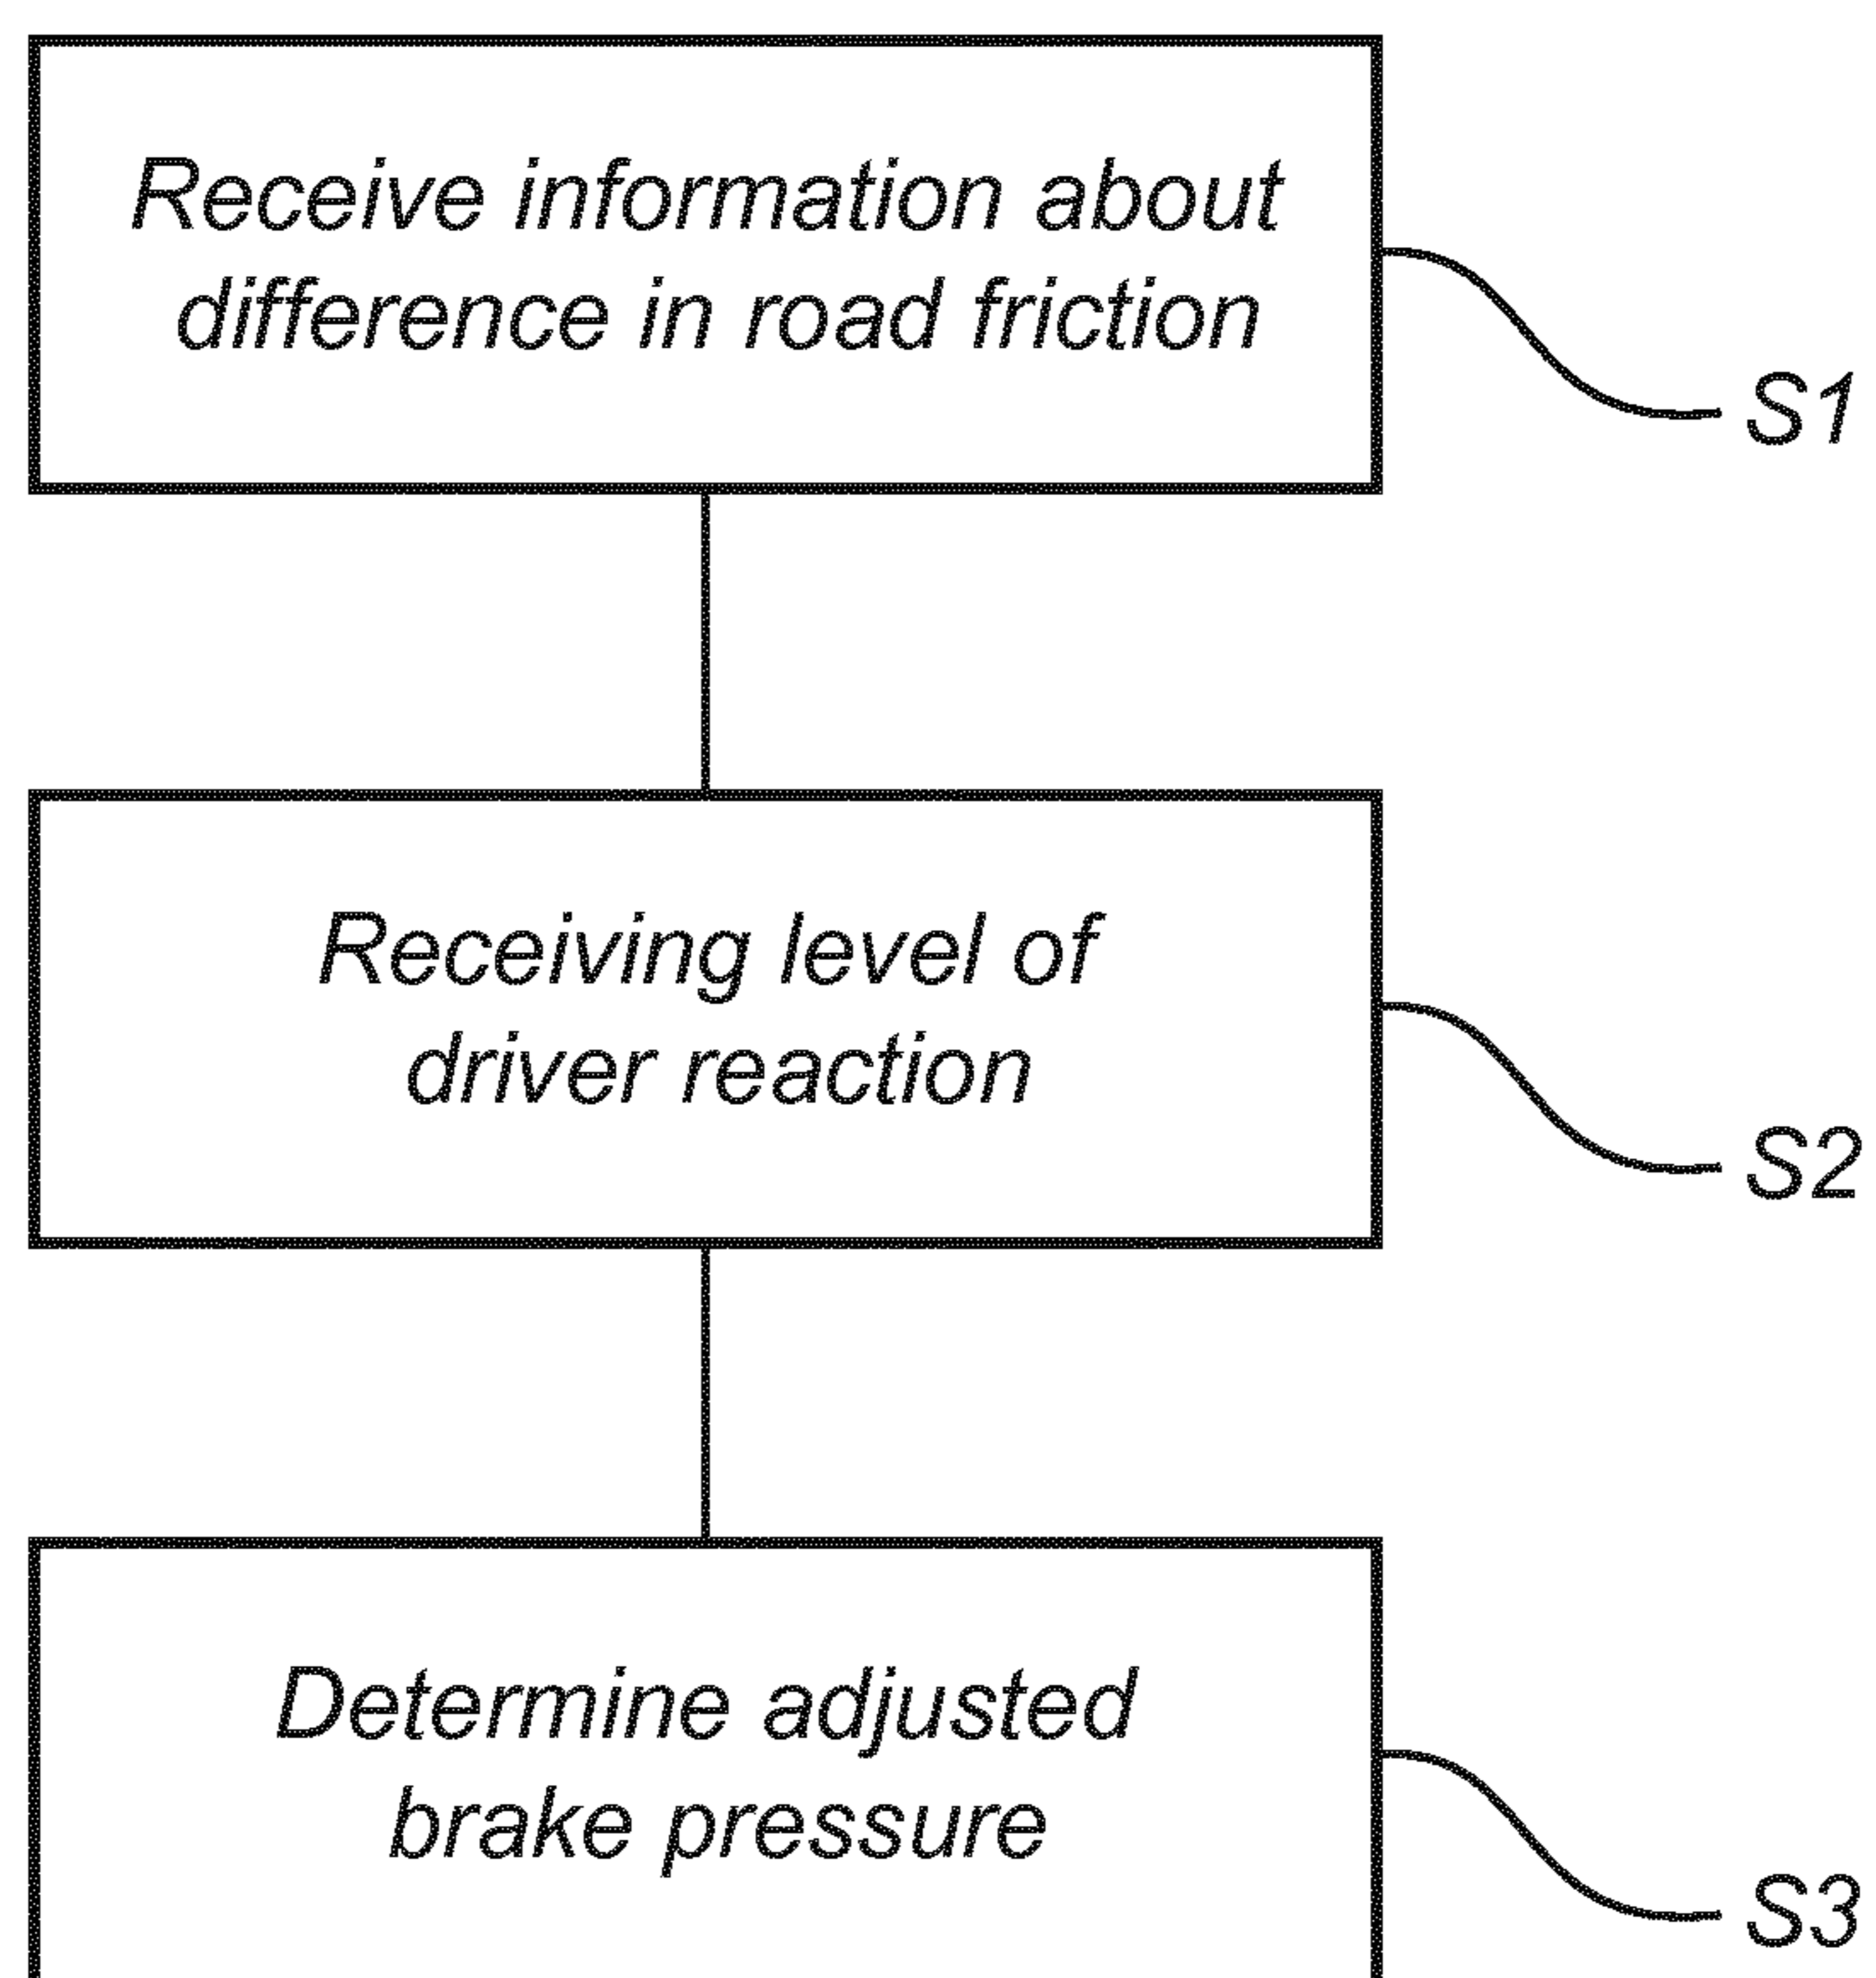 Receive information about
difference in road friction
S1
Receiving level of
driver reaction
S2
Determine adjusted
brake pressure
S3